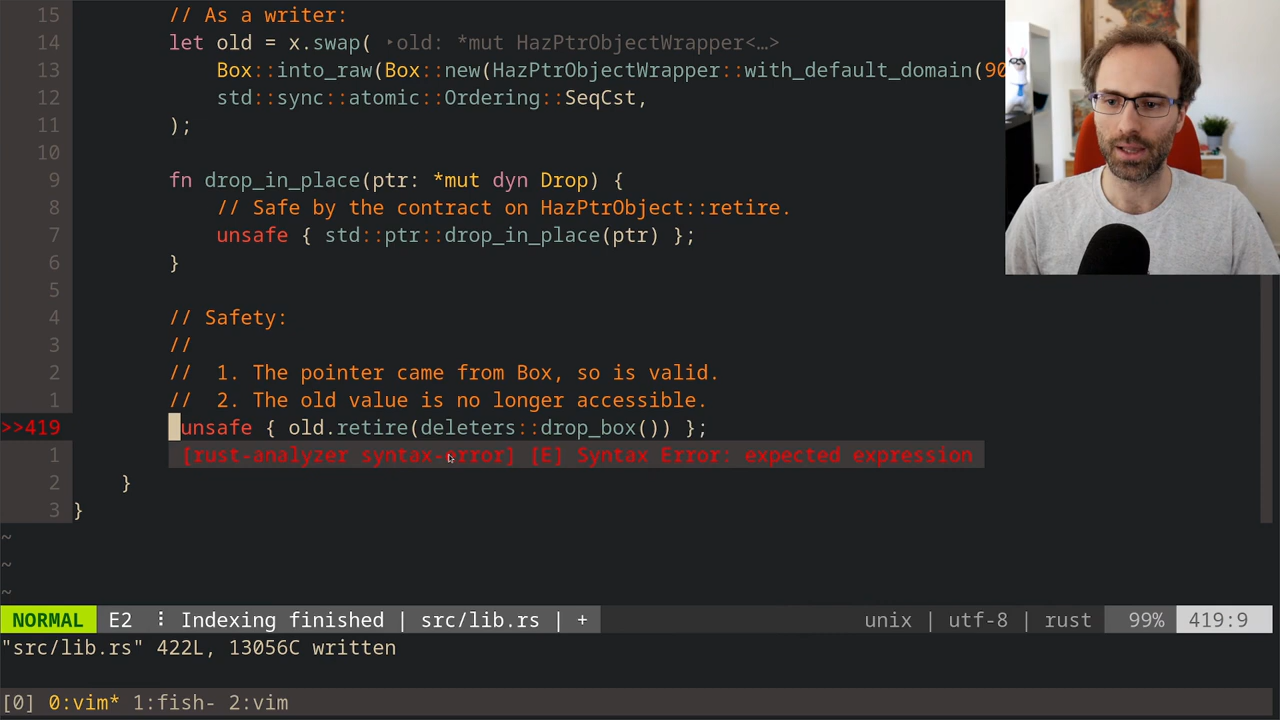 15 // As a writer:
14 let old = x.swap( ▸old: *mut HazPtrObjectWrapper<…>
13 Box::into_raw(Box::new(HazPtrObjectWrapper::with_default_domain(90
12 std::sync::atomic::Ordering::SeqCst,
11 );
10
9 fn drop_in_place(ptr: *mut dyn Drop) {
8 // Safe by the contract on HazPtrObject::retire.
7 unsafe { std::ptr::drop_in_place(ptr) };
6 }
5
4 // Safety:
3 //
2 //  1. The pointer came from Box, so is valid.
1 //  2. The old value is no longer accessible.
>>419 unsafe { old.retire(deleters::drop_box()) };
1 [rust-analyzer syntax-error] [E] Syntax Error: expected expression
2 }
3 }
~
~
~
NORMAL E2 ⠸ Indexing finished | src/lib.rs | + unix | utf-8 | rust 99% 419:9
"src/lib.rs" 422L, 13056C written
[0] 0:vim* 1:fish- 2:vim